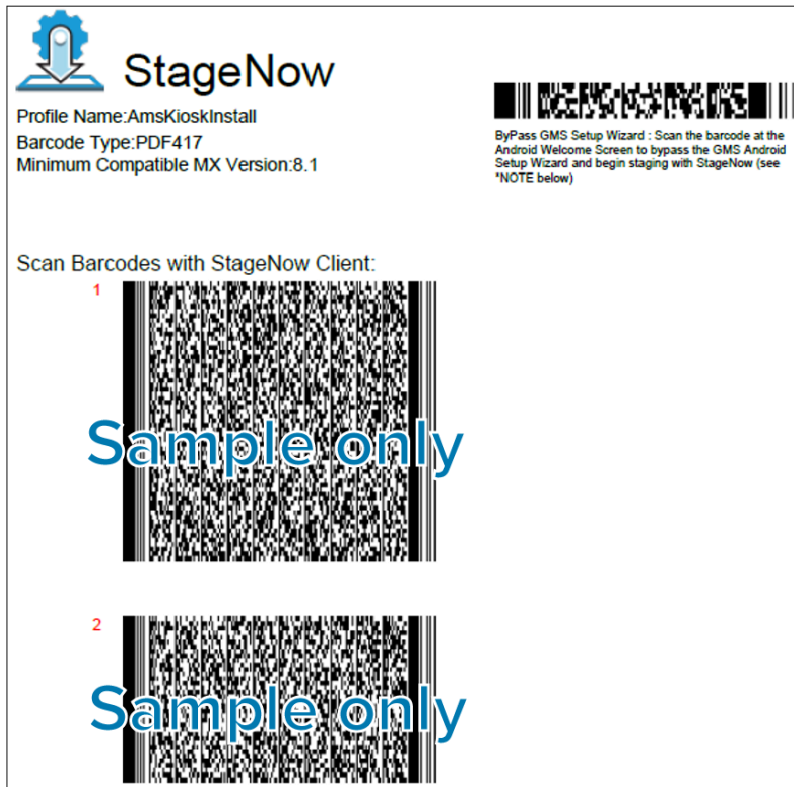 StageNow
Profile Name:AmsKioskInstall
Barcode Type:PDF417
Minimum Compatible MX Version:8.1
ByPass GMS Setup Wizard : Scan the barcode at the
Android Welcome Screen to bypass the GMS Android
Setup Wizard and begin staging with StageNow (see
*NOTE below)
Scan Barcodes with StageNow Client:
1
Sample only
2
Sample only